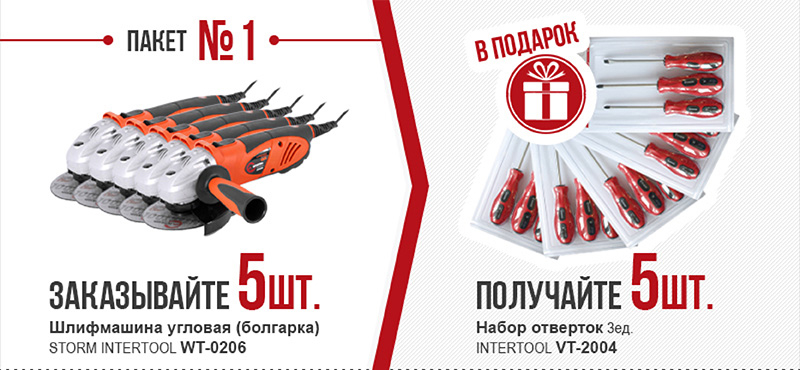 ПАКЕТ № 1
ЗАКАЗЫВАЙТЕ 5ШТ.
Шлифмашина угловая (болгарка)
STORM INTERTOOL WT-0206
В ПОДАРОК
ПОЛУЧАЙТЕ 5ШТ.
Набор отверток 3ед.
INTERTOOL VT-2004